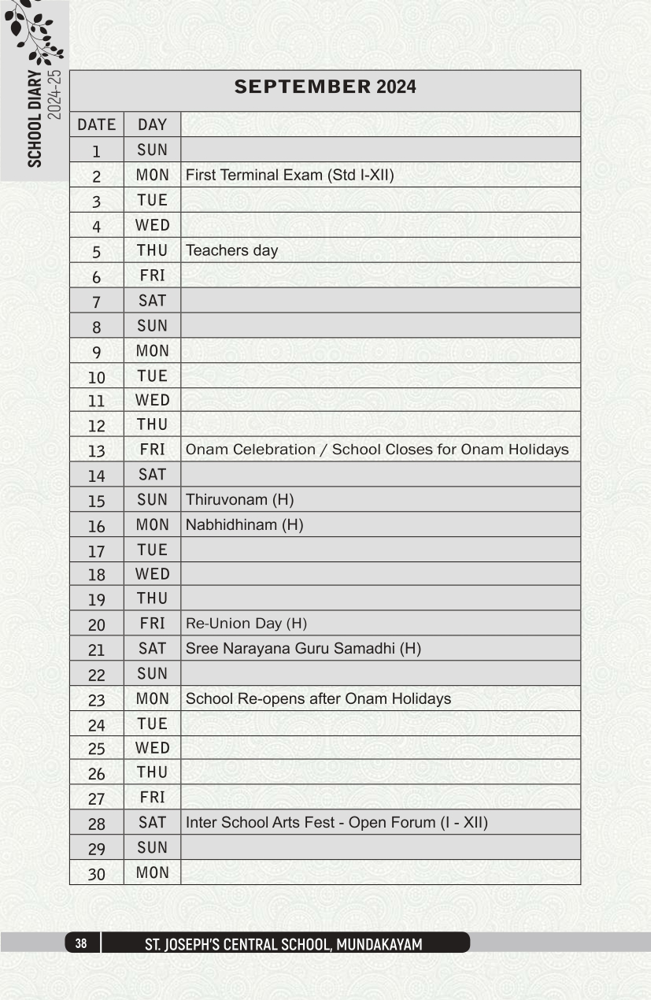 SCHOOL DIARY
2024-25
SEPTEMBER 2024
DATE DAY
1 SUN
2 MON First Terminal Exam (Std I-XII)
3 TUE
4 WED
5 THU Teachers day
6 FRI
7 SAT
8 SUN
9 MON
10 TUE
11 WED
12 THU
13 FRI Onam Celebration / School Closes for Onam Holidays
14 SAT
15 SUN Thiruvonam (H)
16 MON Nabhidhinam (H)
17 TUE
18 WED
19 THU
20 FRI Re-Union Day (H)
21 SAT Sree Narayana Guru Samadhi (H)
22 SUN
23 MON School Re-opens after Onam Holidays
24 TUE
25 WED
26 THU
27 FRI
28 SAT Inter School Arts Fest - Open Forum (I - XII)
29 SUN
30 MON
38 ST. JOSEPH'S CENTRAL SCHOOL, MUNDAKAYAM